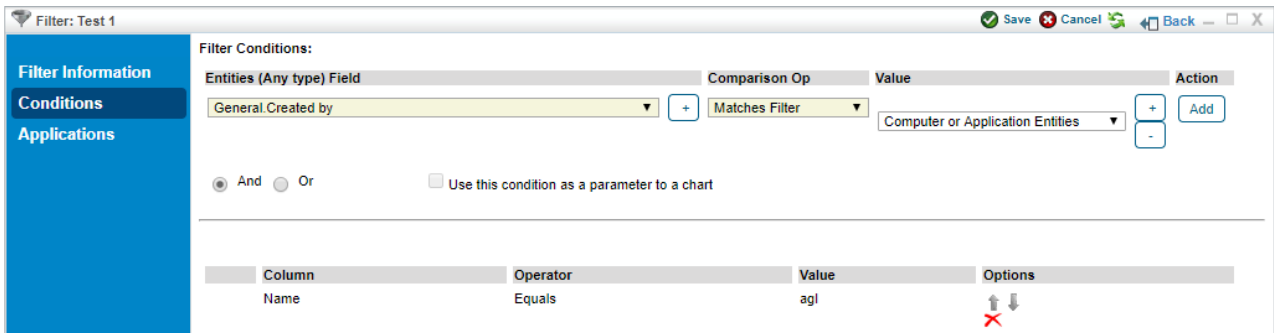 Filter: Test 1 Save Cancel Back
Filter Information
Conditions
Applications
Filter Conditions:
Entities (Any type) Field Comparison Op Value Action
General.Created by + Matches Filter Computer or Application Entities + - Add
And Or Use this condition as a parameter to a chart
Column Operator Value Options
Name Equals agl